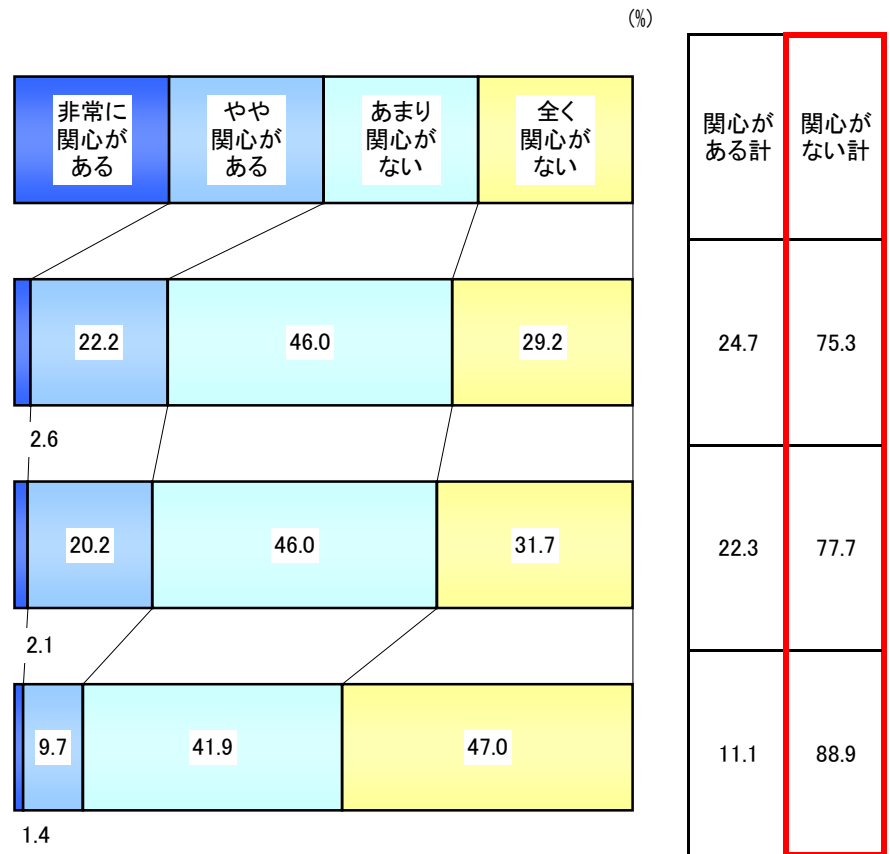 (%)
非常に
関心が
ある
やや
関心が
ある
あまり
関心が
ない
全く
関心が
ない
関心が
ある計
関心が
ない計
22.2
46.0
29.2
24.7
75.3
2.6
20.2
46.0
31.7
22.3
77.7
2.1
9.7
41.9
47.0
11.1
88.9
1.4